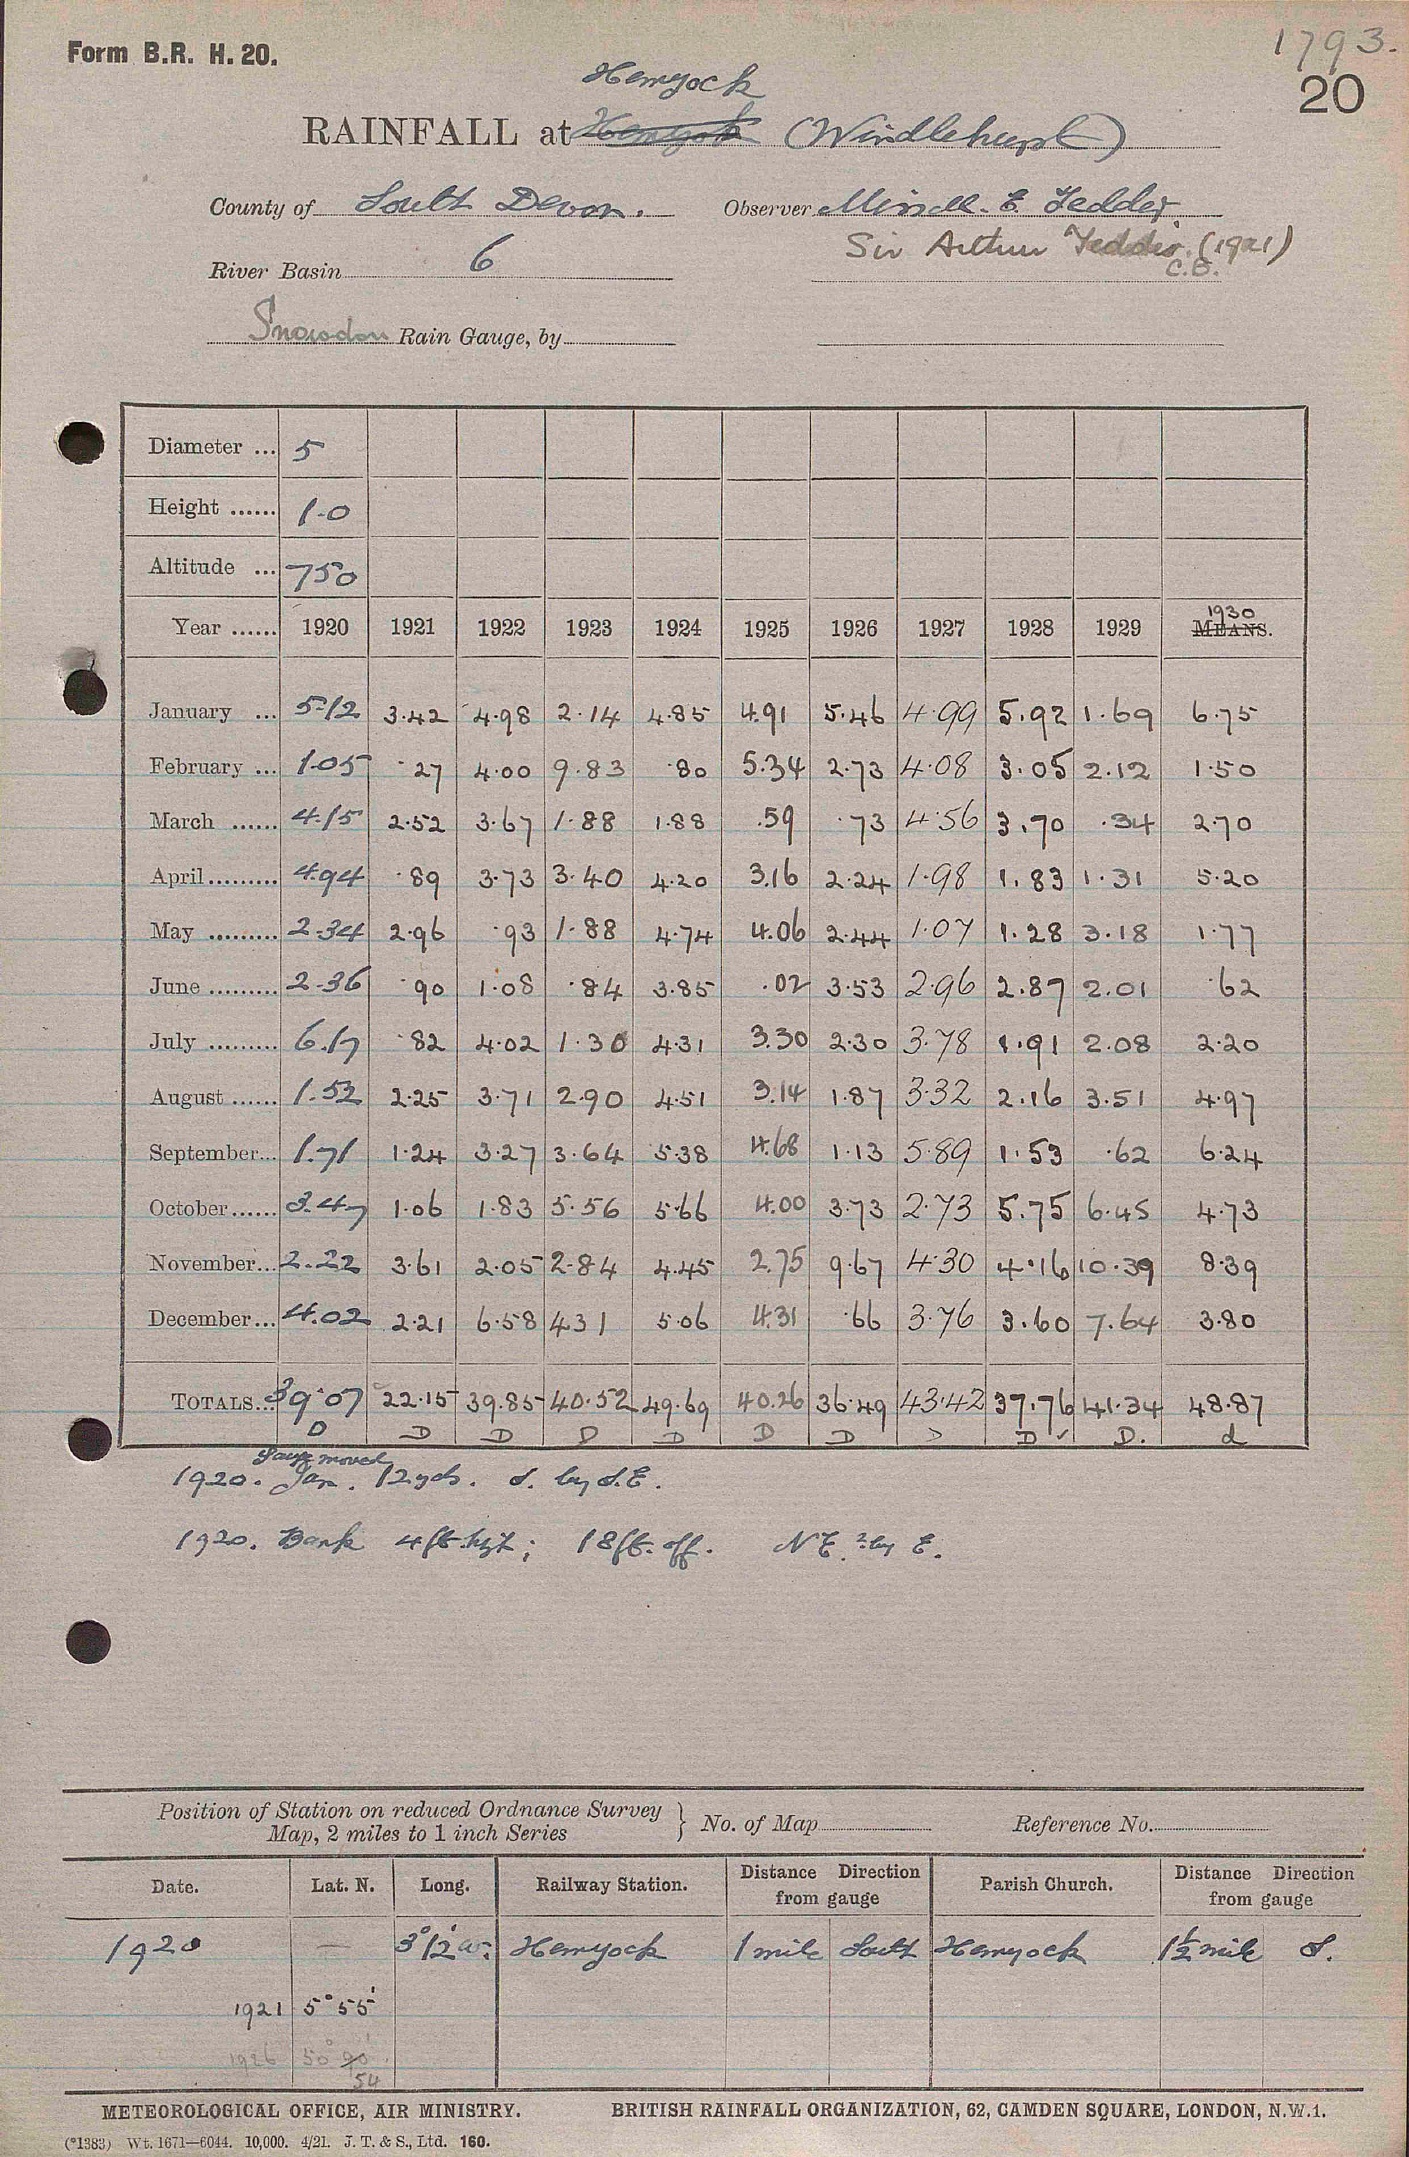 Form B.R. H. 20.
1793.
20
Hemyock
RAINFALL at Hemyock (Windlehurst)
County of South Devon. Observer E. Tedder
River Basin 6 Sir Arthur Tedder. (1921)
C.B.
Snowdon Rain Gauge, by
Diameter ... 5
Height ...... 1.0
Altitude ... 750
1930
Year ...... 1920 1921 1922 1923 1924 1925 1926 1927 1928 1929 MEANS.
January ... 5.12 3.42 4.98 2.14 4.85 4.91 5.46 4.99 5.92 1.69 6.75
February ... 1.05 .27 4.00 9.83 .80 5.34 2.73 4.08 3.05 2.12 1.50
March ...... 4.15 2.52 3.67 1.88 1.88 .59 .73 4.56 3.70 .34 2.70
April ......... 4.94 .89 3.73 3.40 4.20 3.16 2.24 1.98 1.83 1.31 5.20
May ......... 2.34 2.96 .93 1.88 4.74 4.06 2.44 1.07 1.28 3.18 1.77
June ......... 2.36 .90 1.08 .84 3.85 .02 3.53 2.96 2.87 2.01 .62
July ......... 6.17 .82 4.02 1.30 4.31 3.30 2.30 3.78 1.91 2.08 2.20
August ...... 1.52 2.25 3.71 2.90 4.51 3.14 1.87 3.32 2.16 3.51 4.97
September... 1.71 1.24 3.27 3.64 5.38 4.68 1.13 5.89 1.53 .62 6.24
October...... 3.47 1.06 1.83 5.56 5.66 4.00 3.73 2.73 5.75 6.45 4.73
November... 2.22 3.61 2.05 2.84 4.45 2.75 9.67 4.30 4.16 10.39 8.39
December... 4.02 2.21 6.58 4.31 5.06 4.31 .66 3.76 3.60 7.64 3.80
TOTALS... 39.07 22.15 39.85 40.52 49.69 40.26 36.49 43.42 37.76 41.34 48.87
D D D D D D D D D ✓ D. d
Gauge moved
1920. Jan. 12 yds. S. by S.E.
1920. Bank 4 ft. hgt; 18 ft. off. N E. by E.
Position of Station on reduced Ordnance Survey
Map, 2 miles to 1 inch Series } No. of Map Reference No.
Date. Lat. N. Long. Railway Station. Distance Direction from gauge Parish Church. Distance Direction from gauge
1920 — 3° 12' W. Hemyock 1 mile South Hemyock 1½ mile S.
1921 5° 55'
1926 50° 90'
54
METEOROLOGICAL OFFICE, AIR MINISTRY. BRITISH RAINFALL ORGANIZATION, 62, CAMDEN SQUARE, LONDON, N.W.1.
(*1383) Wt. 1671—6044. 10,000. 4/21. J. T. & S., Ltd. 160.